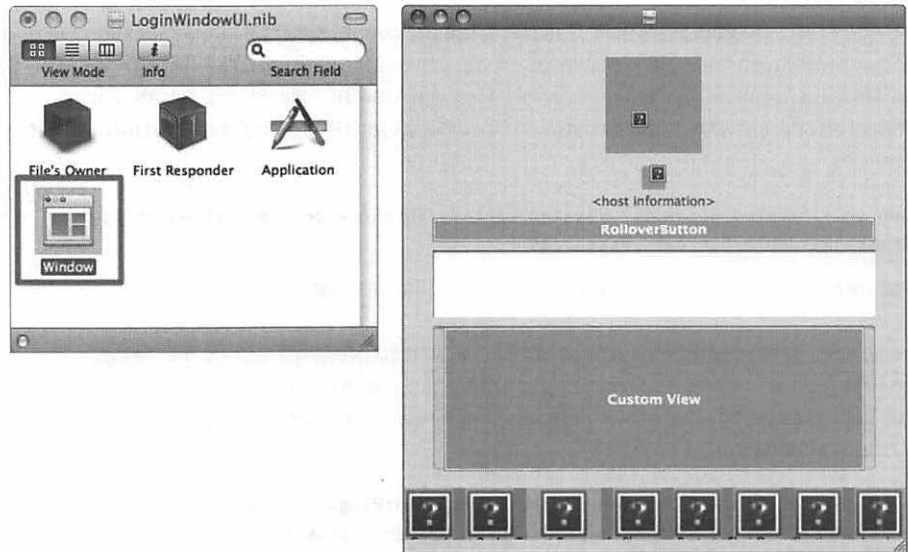 LoginWindowUI.nib
View Mode
Info
Search Field
File's Owner
First Responder
Application
Window
<host information>
RolloverButton
Custom View